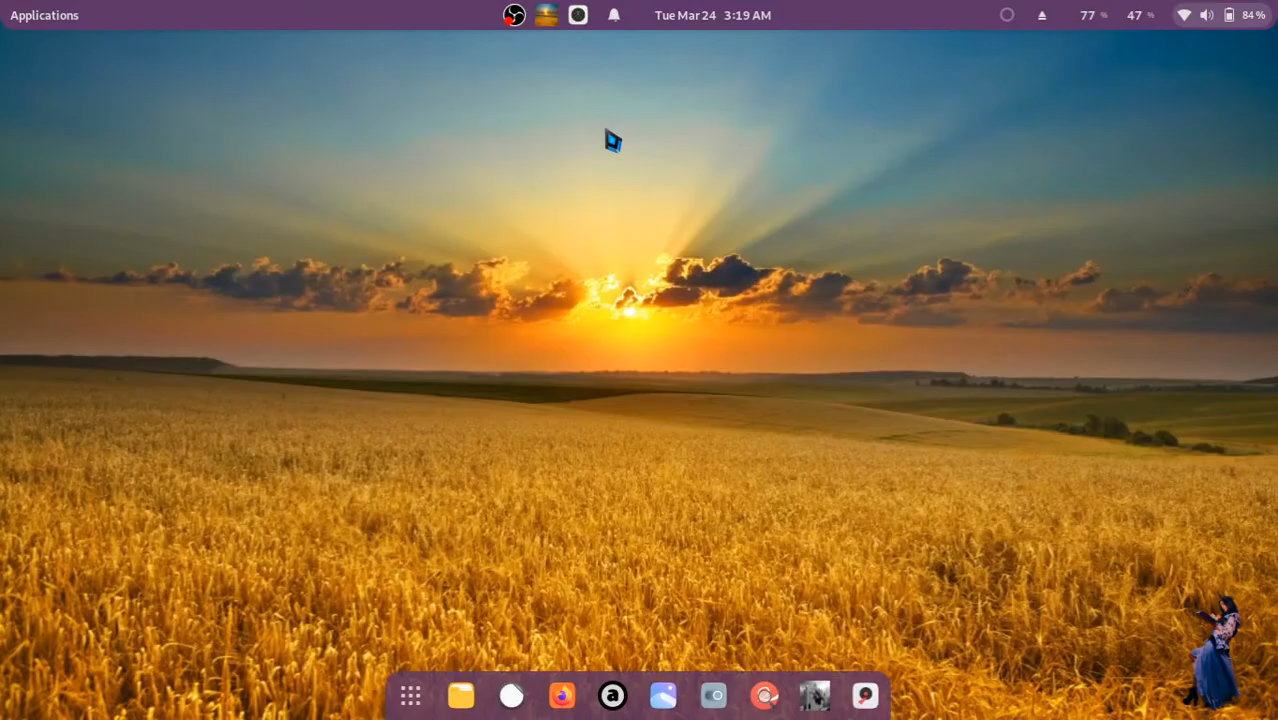 Applications
Tue Mar 24 3:19 AM
77 %
47 %
84 %
a